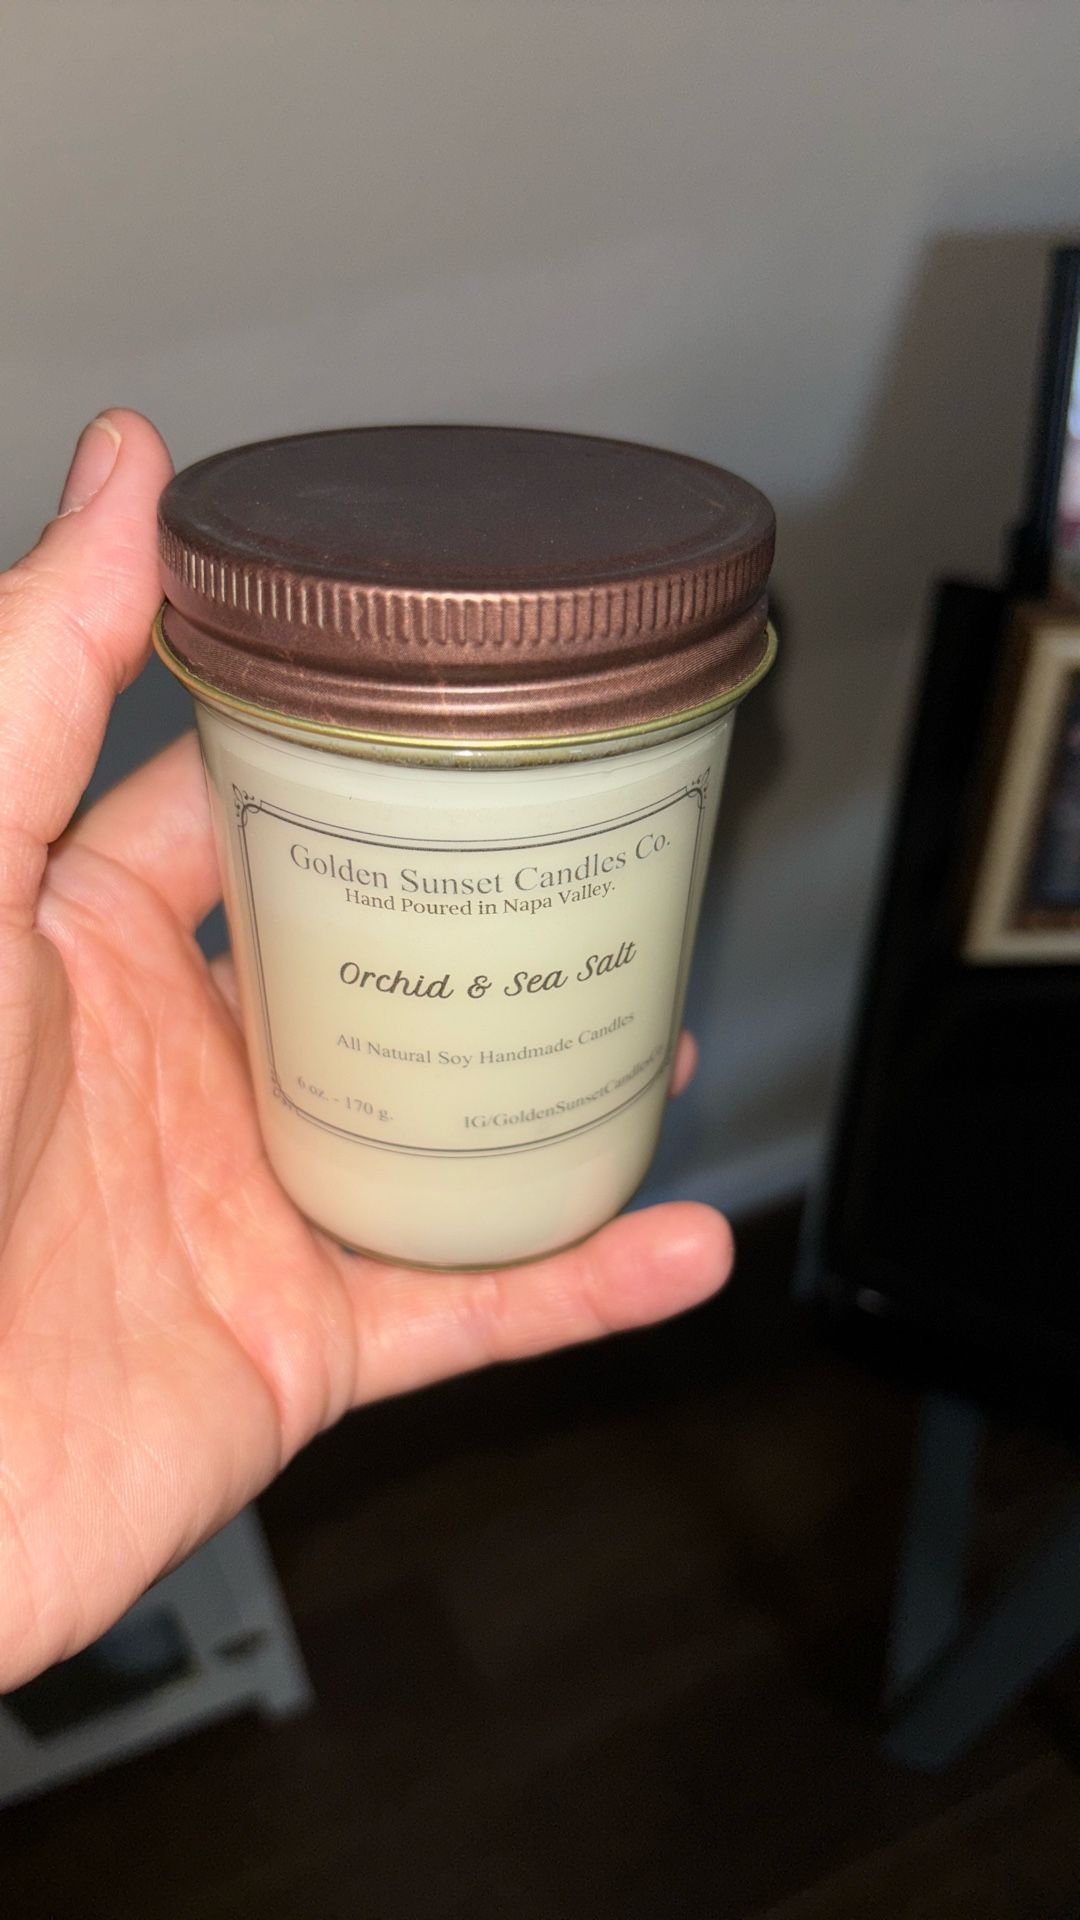 Golden Sunset Candles Co.
Hand Poured in Napa Valley.
Orchid & Sea Salt
All Natural Soy Handmade Candles
6 oz. - 170 g.
IG/GoldenSunsetCandlesCo